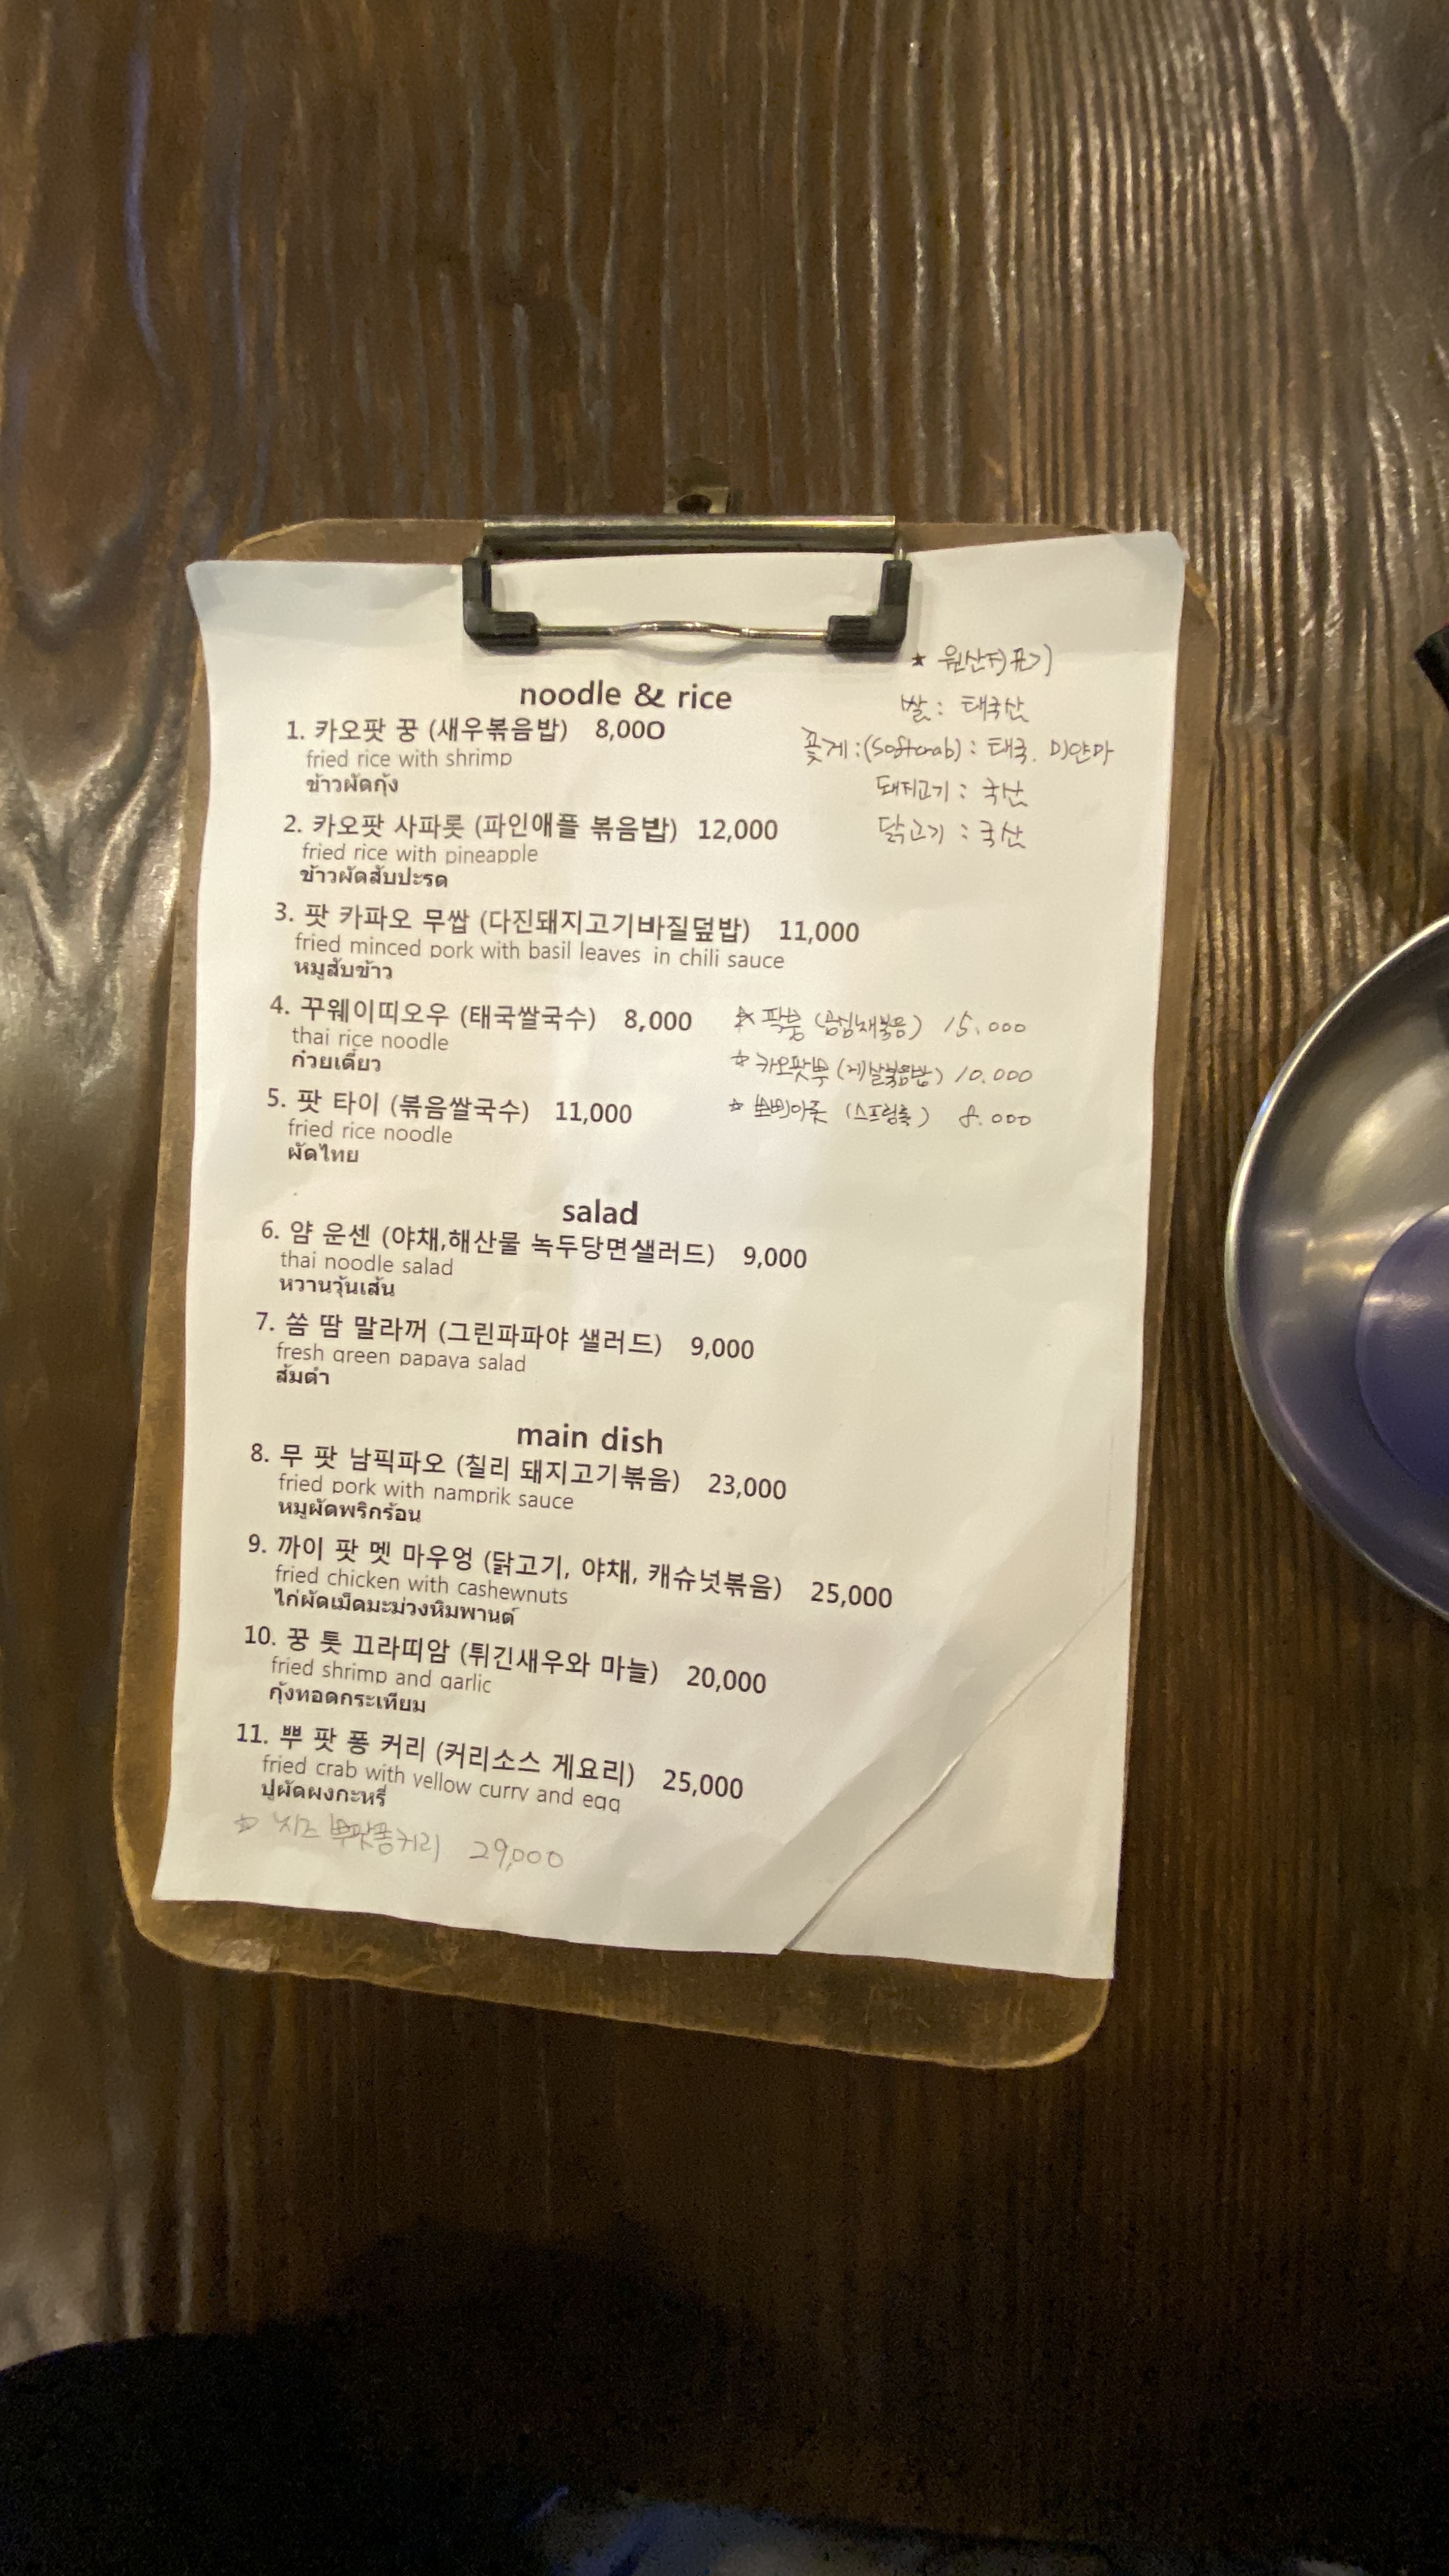 ★ 원산지표기
쌀 : 태국산
꽃게 : (Softcrab) : 태국. 미얀마
돼지고기 : 국산
닭고기 : 국산
noodle & rice
1. 카오팟 꿍 (새우볶음밥) 8,000
fried rice with shrimp
ข้าวผัดกุ้ง
2. 카오팟 사파롯 (파인애플 볶음밥) 12,000
fried rice with pineapple
ข้าวผัดสับปะรด
3. 팟 카파오 무쌉 (다진돼지고기바질덮밥) 11,000
fried minced pork with basil leaves in chili sauce
หมูสับข้าว
4. 꾸웨이띠오우 (태국쌀국수) 8,000
thai rice noodle
ก๋วยเตี๋ยว
☆ 팍붕 (공심채볶음) 15.000
☆ 카오팟뿌 (게살볶음밥) 10.000
5. 팟 타이 (볶음쌀국수) 11,000
fried rice noodle
ผัดไทย
☆ (스프링롤) 8.000
salad
6. 얌 운센 (야채,해산물 녹두당면샐러드) 9,000
thai noodle salad
หวานวุ้นเส้น
7. 쏨 땀 말라꺼 (그린파파야 샐러드) 9,000
fresh green papaya salad
ส้มตำ
main dish
8. 무 팟 남픽파오 (칠리 돼지고기볶음) 23,000
fried pork with namprik sauce
หมูผัดพริกร้อน
9. 까이 팟 멧 마우엉 (닭고기, 야채, 캐슈넛볶음) 25,000
fried chicken with cashewnuts
ไก่ผัดเม็ดมะม่วงหิมพานต์
10. 꿍 톳 끄라띠암 (튀긴새우와 마늘) 20,000
fried shrimp and garlic
กุ้งทอดกระเทียม
11. 뿌 팟 퐁 커리 (커리소스 게요리) 25,000
fried crab with yellow curry and egg
ปูผัดผงกะหรี่
☆ 치즈 뿌팟퐁커리 29,000